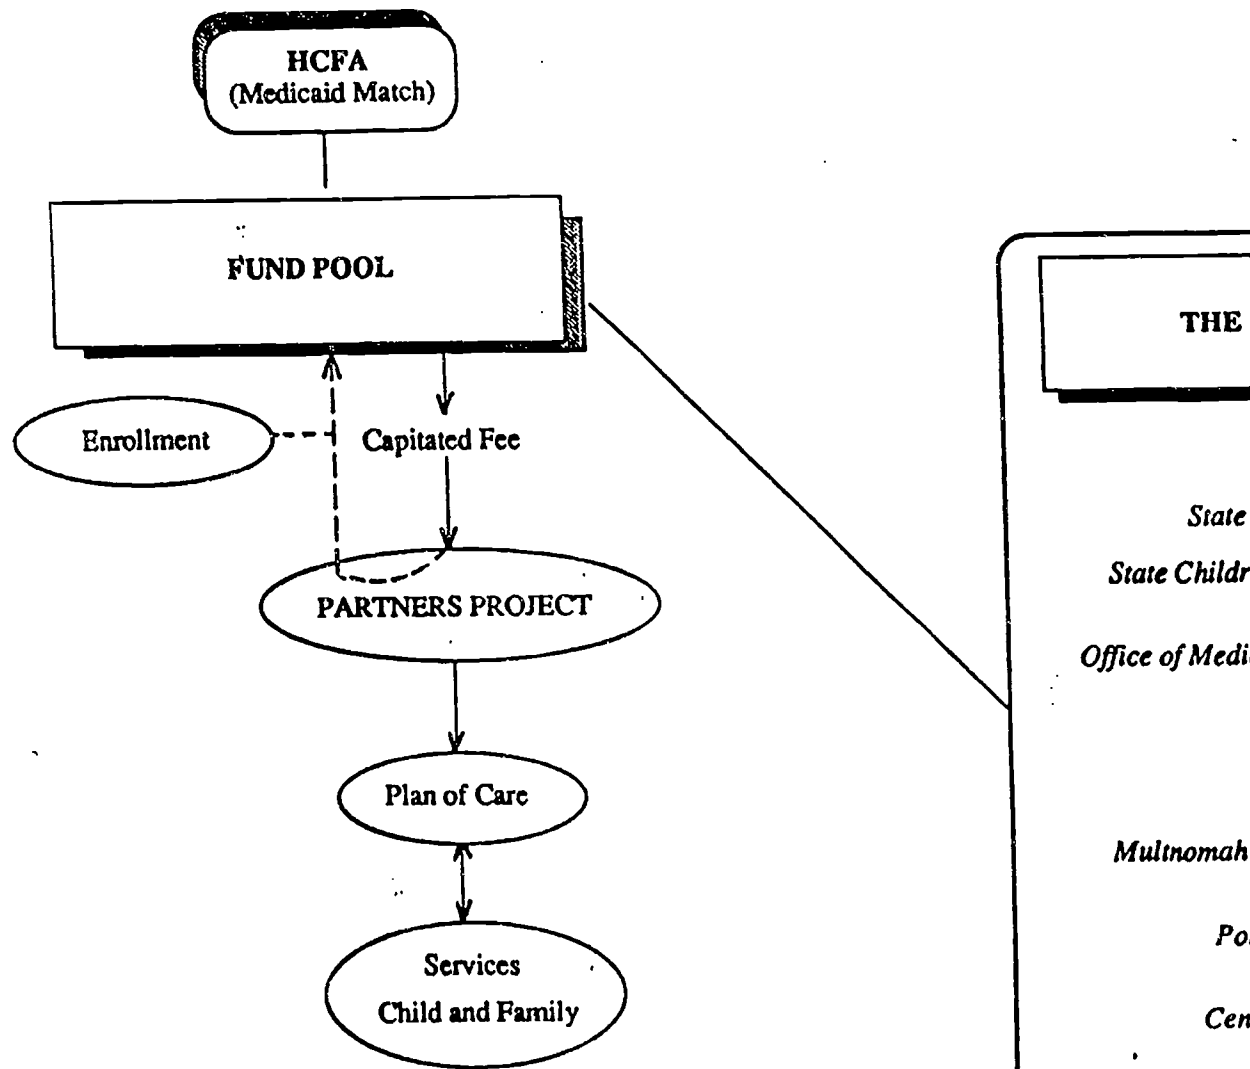 HCFA
(Medicaid Match)
FUND POOL
Enrollment
Capitated Fee
PARTNERS PROJECT
Plan of Care
Services
Child and Family
THE
State
State Childr
Office of Medi
Multnomah
Po
Cen